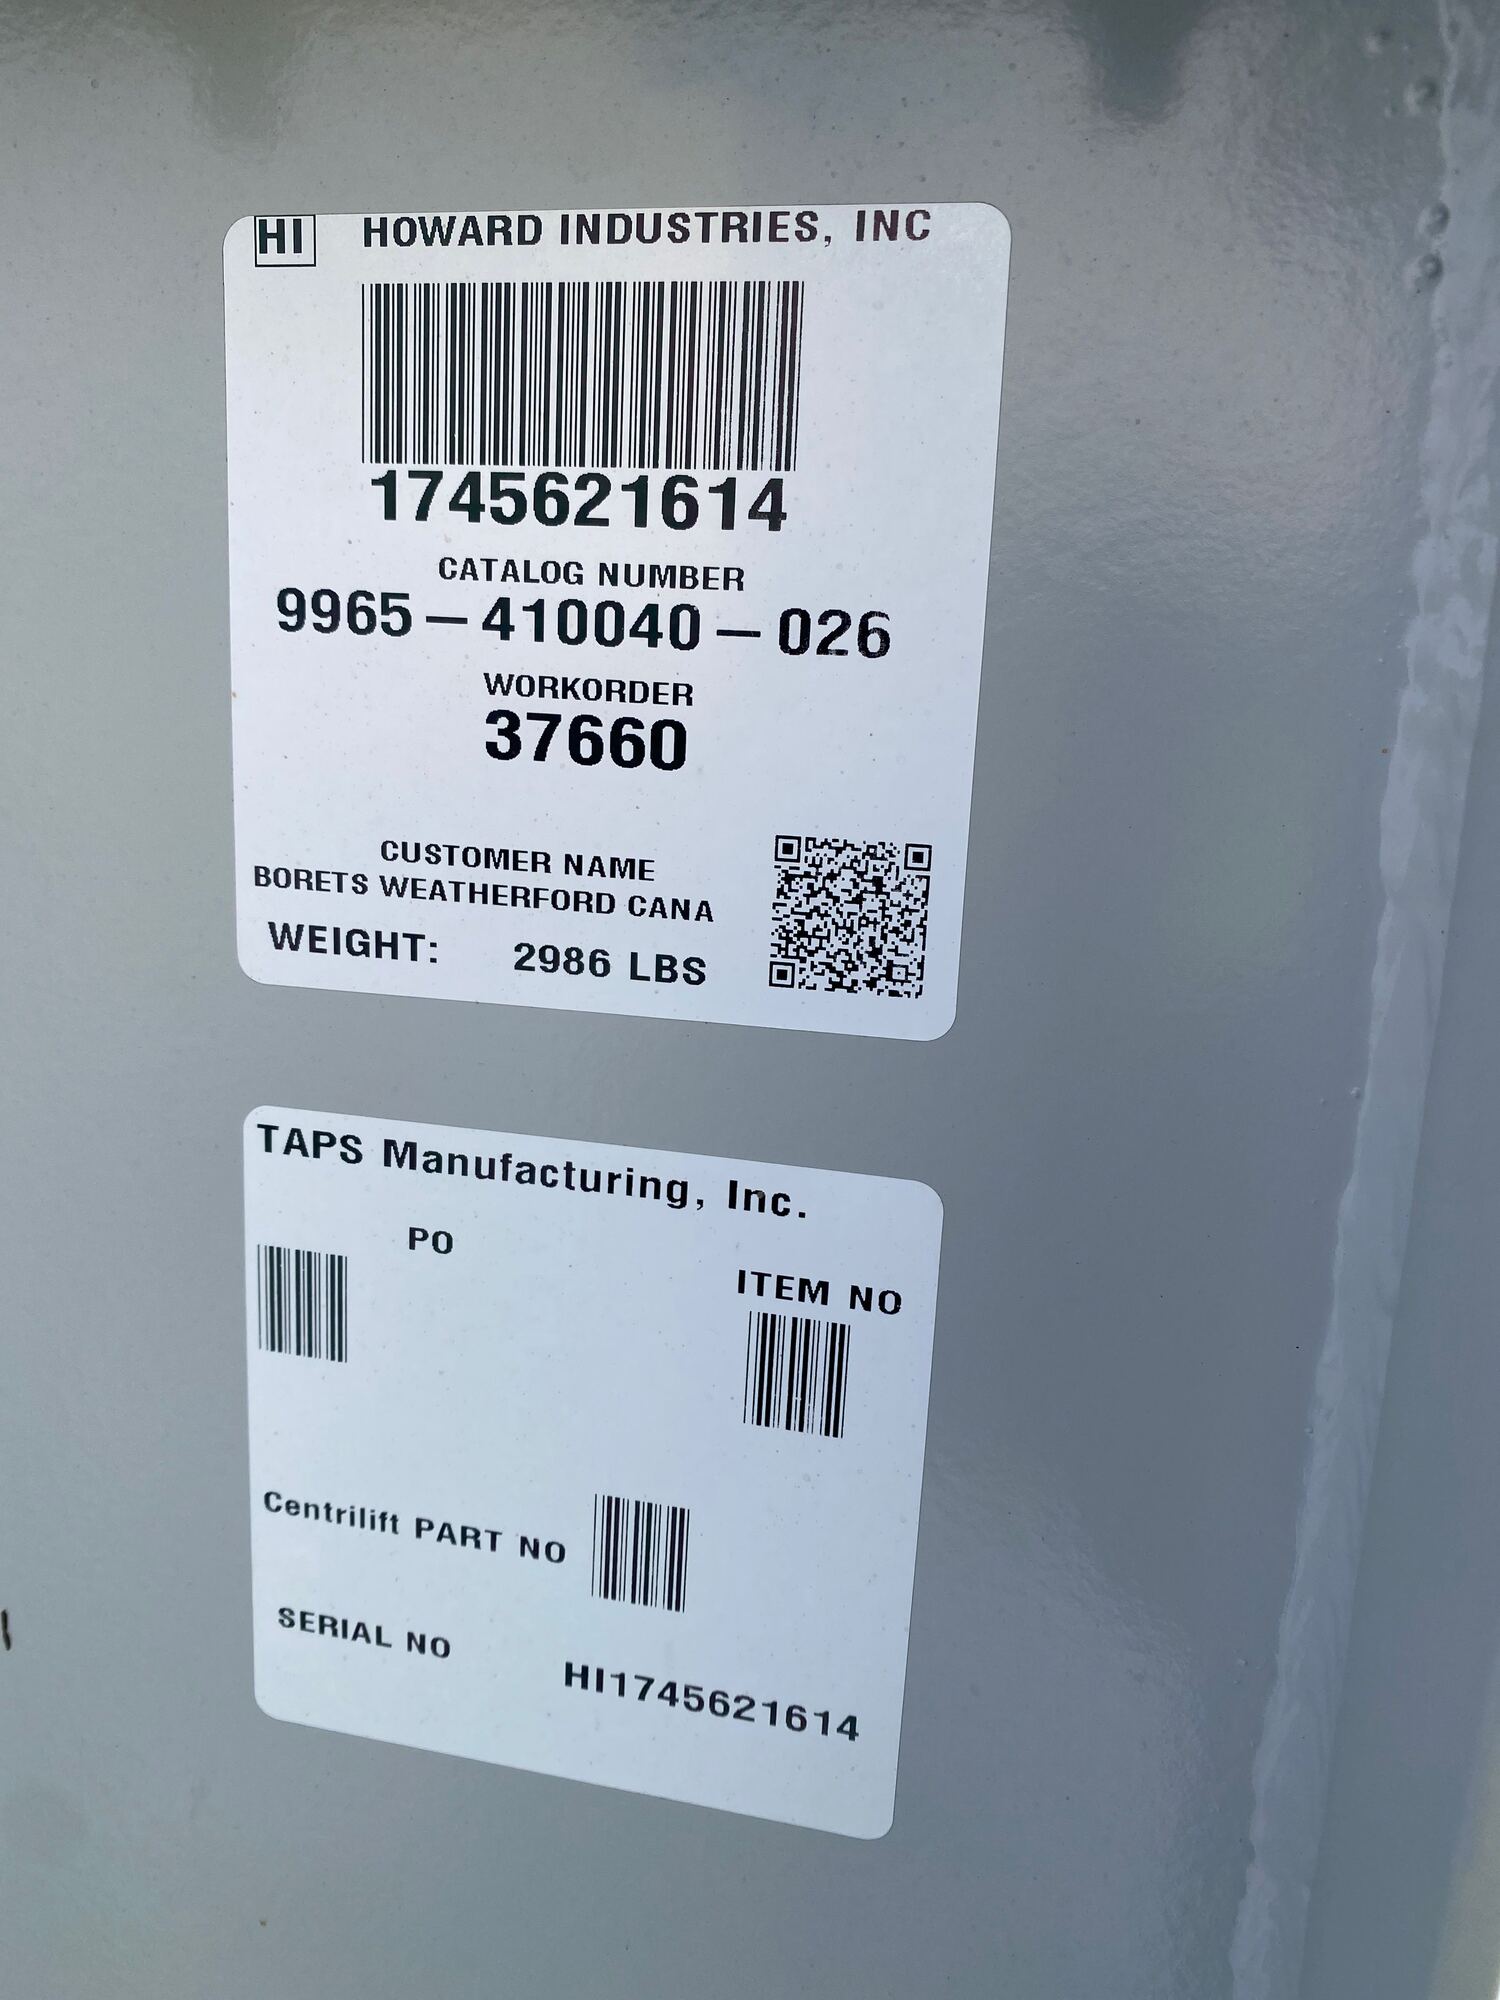 HI HOWARD INDUSTRIES, INC
1745621614
CATALOG NUMBER
9965-410040-026
WORKORDER
37660
CUSTOMER NAME
BORETS WEATHERFORD CANA
WEIGHT: 2986 LBS
TAPS Manufacturing, Inc.
PO
ITEM NO
Centrilift PART NO
SERIAL NO
HI1745621614